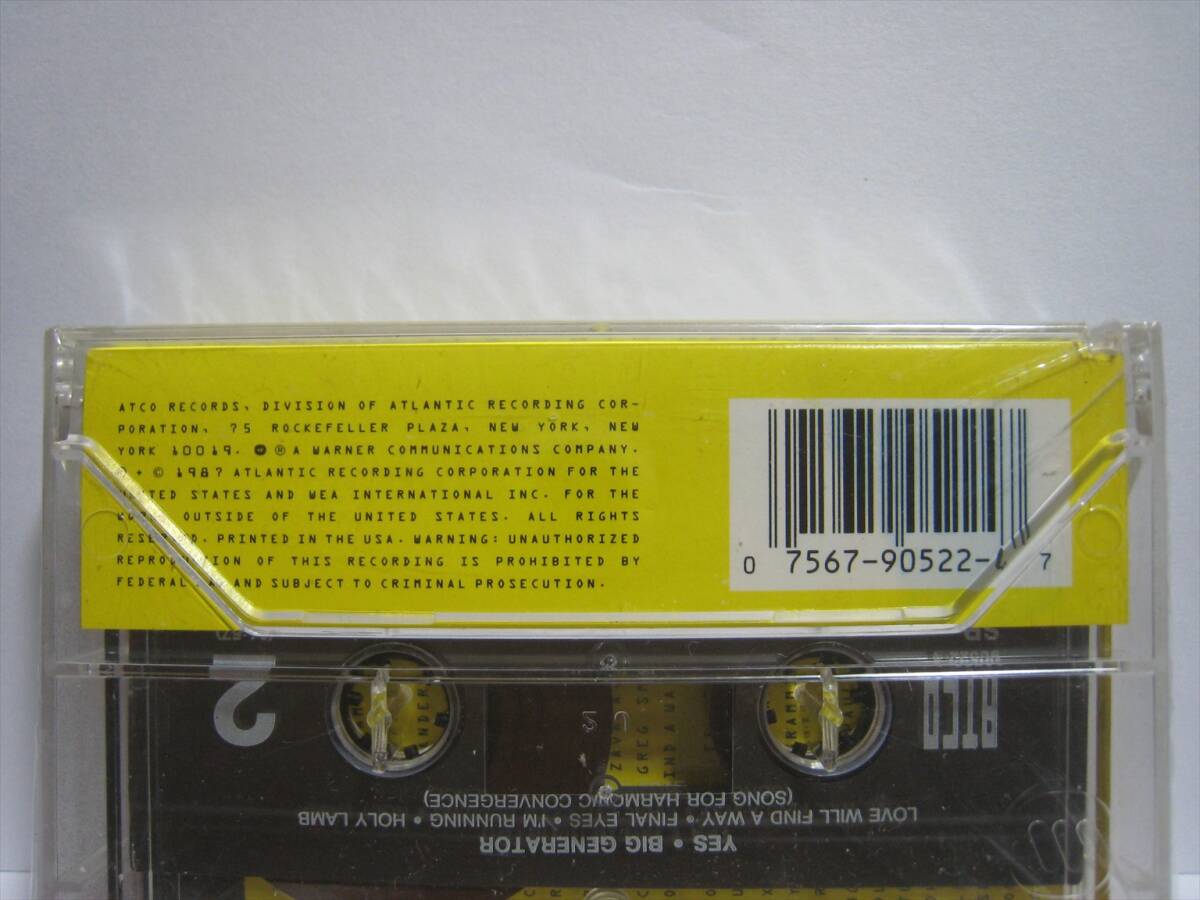 ATCO RECORDS, DIVISION OF ATLANTIC RECORDING COR-
PORATION, 75 ROCKEFELLER PLAZA, NEW YORK, NEW
YORK 10019. ® A WARNER COMMUNICATIONS COMPANY.
© 1987 ATLANTIC RECORDING CORPORATION FOR THE
UNITED STATES AND WEA INTERNATIONAL INC. FOR THE
OUTSIDE OF THE UNITED STATES. ALL RIGHTS
PRINTED IN THE USA. WARNING: UNAUTHORIZED
OF THIS RECORDING IS PROHIBITED BY
FEDERAL AND SUBJECT TO CRIMINAL PROSECUTION.
0 7567-90522- 7
2
ATCO
SR
GREG
YES • BIG GENERATOR
LOVE WILL FIND A WAY • FINAL EYES • I'M RUNNING • HOLY LAMB
(SONG FOR HARMONIC CONVERGENCE)